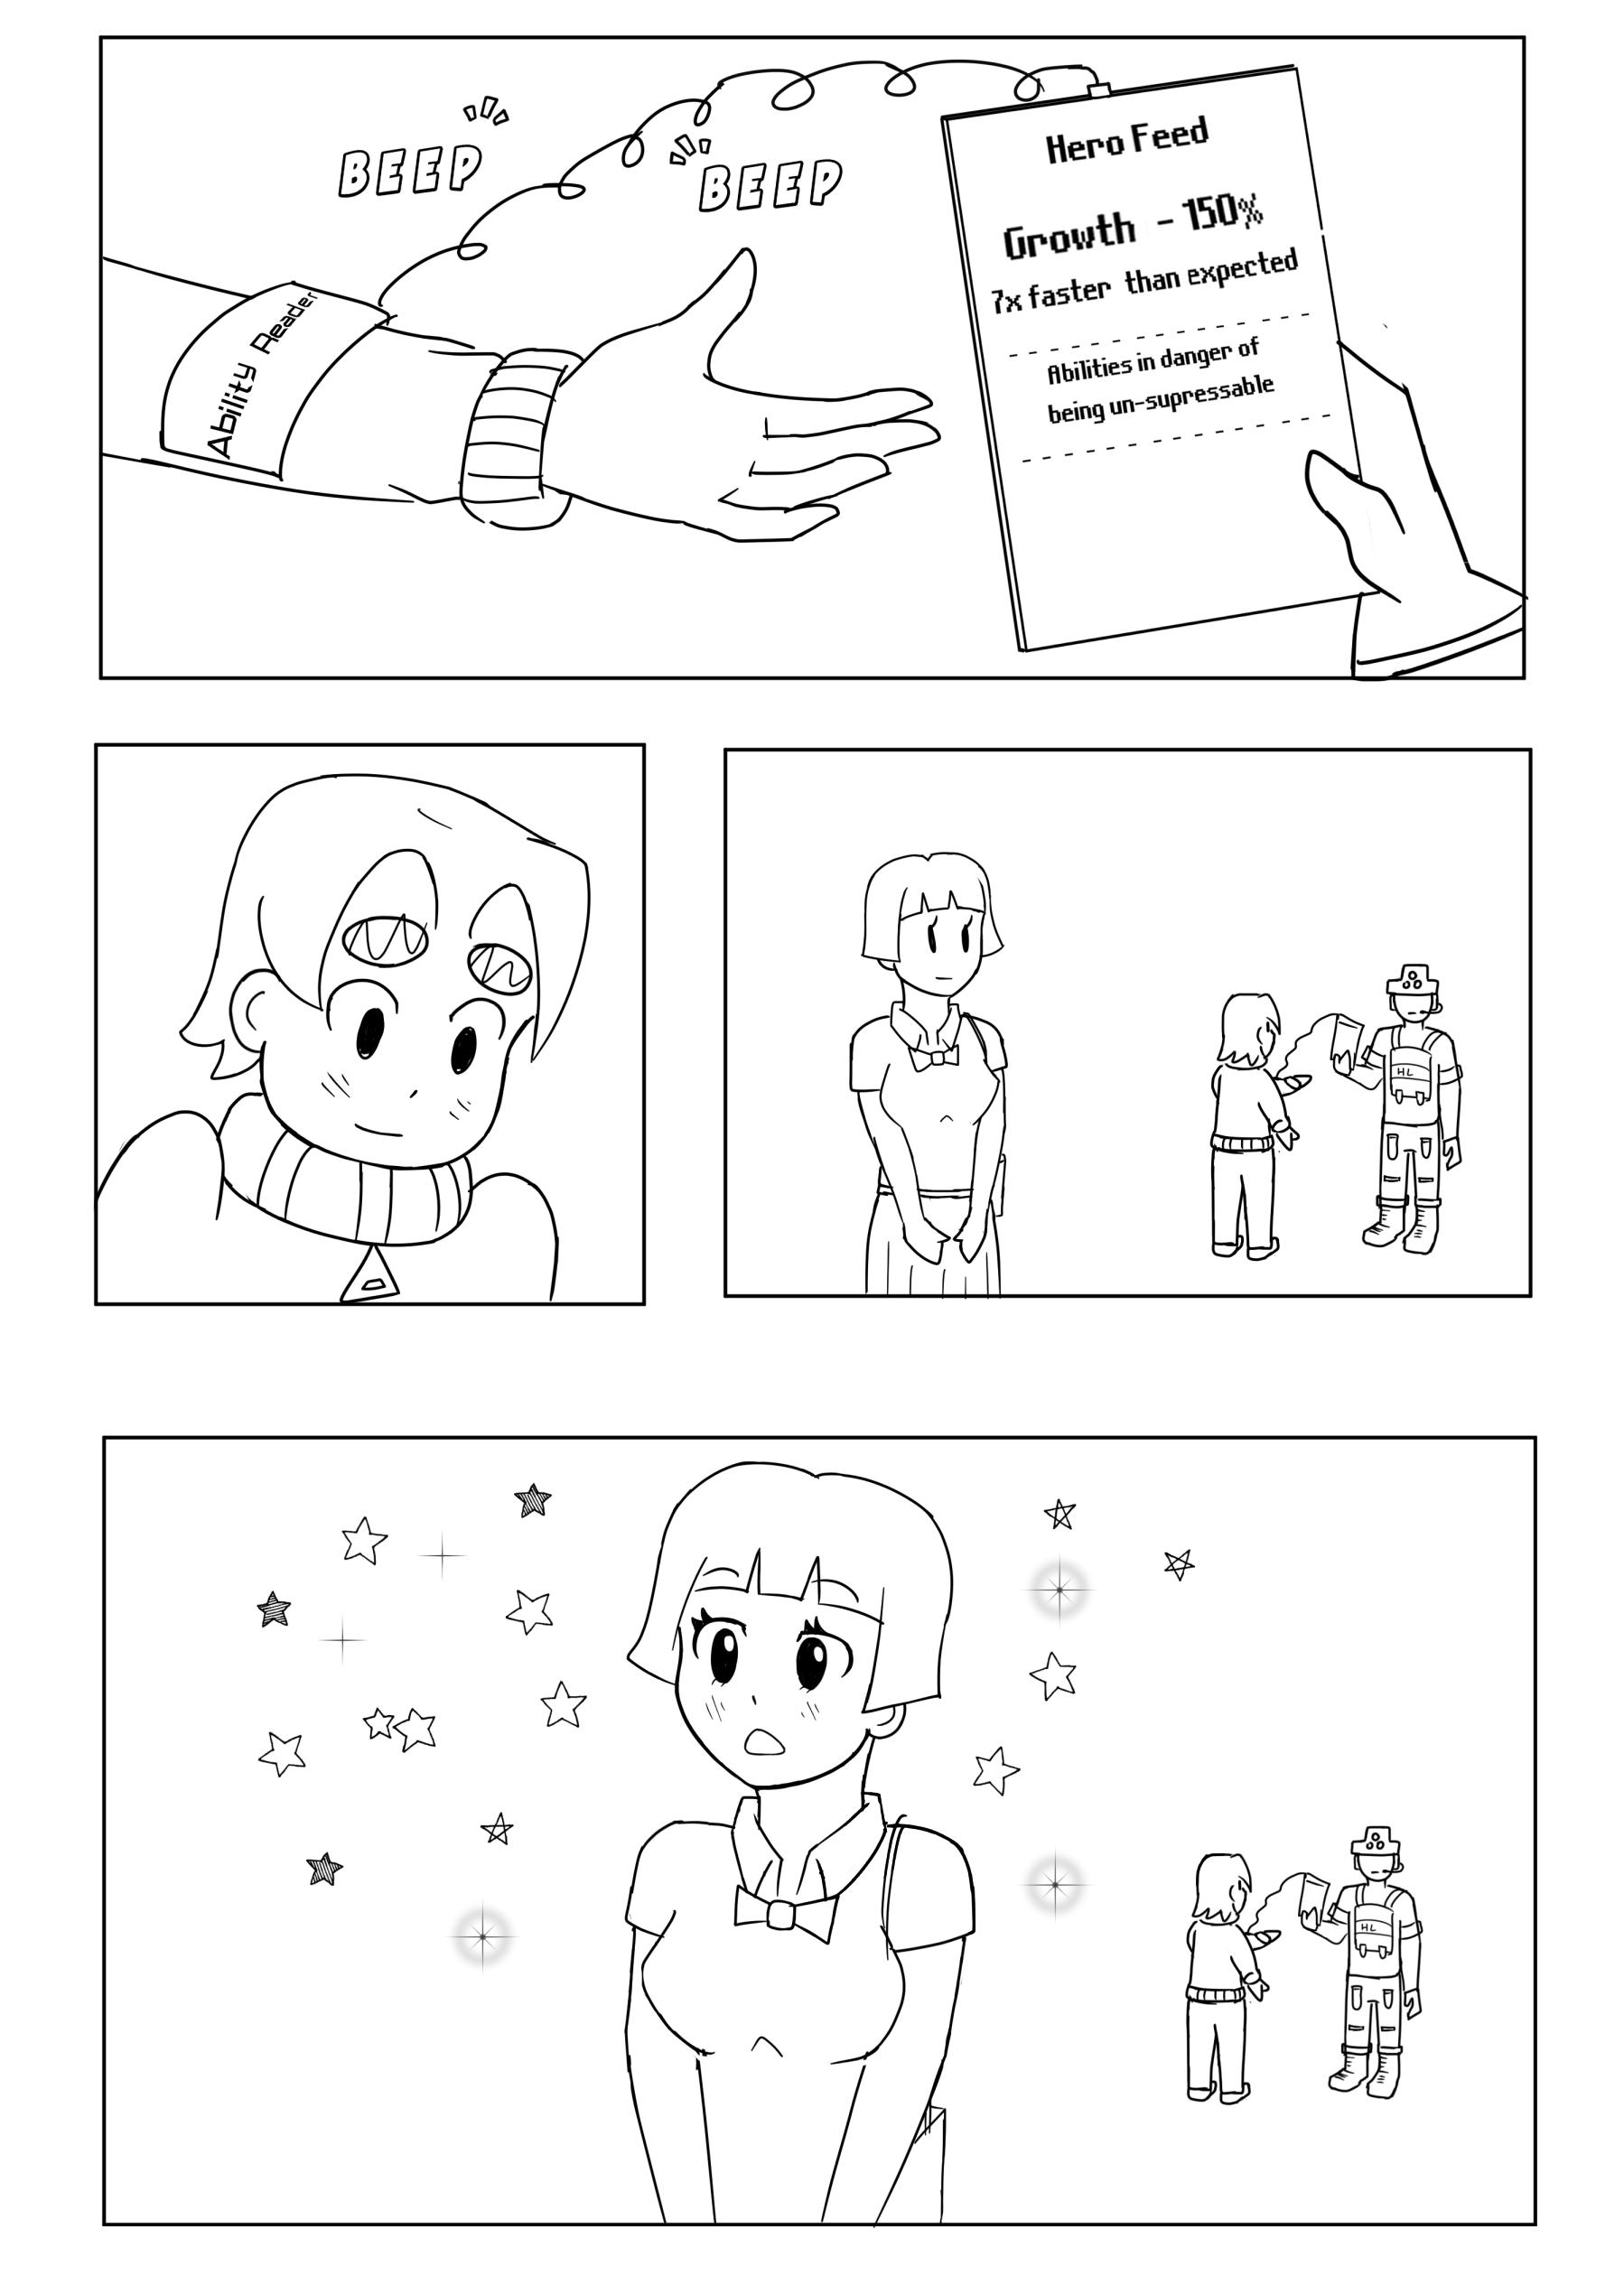 BEEP
BEEP
Ability Reader
Hero Feed
Growth - 150%
7x faster than expected
Abilities in danger of
being un-supressable
HL
HL